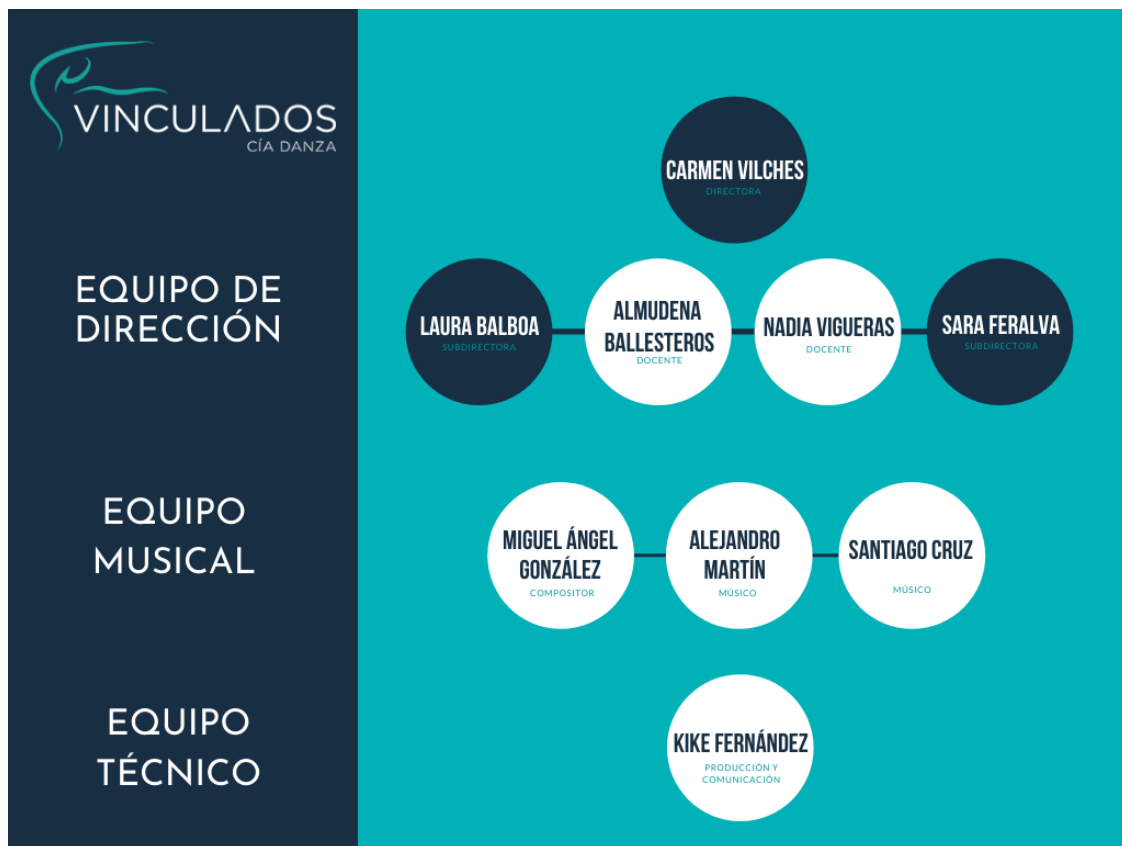 VINCULADOS
CÍA DANZA
CARMEN VILCHES
DIRECTORA
EQUIPO DE
DIRECCIÓN
LAURA BALBOA
SUBDIRECTORA
ALMUDENA
BALLESTEROS
DOCENTE
NADIA VIGUERAS
DOCENTE
SARA FERALVA
SUBDIRECTORA
EQUIPO
MUSICAL
MIGUEL ÁNGEL
GONZÁLEZ
COMPOSITOR
ALEJANDRO
MARTÍN
MÚSICO
SANTIAGO CRUZ
MÚSICO
EQUIPO
TÉCNICO
KIKE FERNÁNDEZ
PRODUCCIÓN Y
COMUNICACIÓN